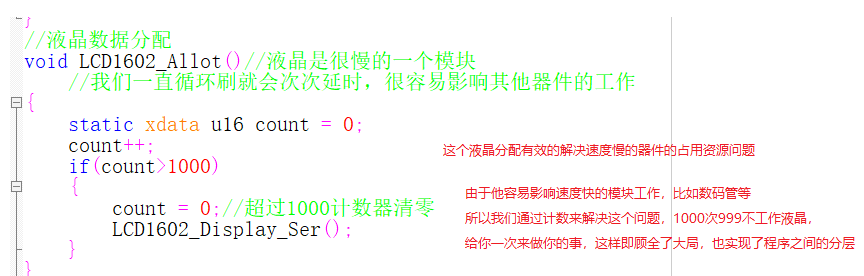 }
//液晶数据分配
void LCD1602_Allot()//液晶是很慢的一个模块
//我们一直循环刷就会次次延时，很容易影响其他器件的工作
{
static xdata u16 count = 0;
count++;
这个液晶分配有效的解决速度慢的器件的占用资源问题
if(count>1000)
{
由于他容易影响速度快的模块工作，比如数码管等
count = 0;//超过1000计数器清零
所以我们通过计数来解决这个问题，1000次999不工作液晶，
LCD1602_Display_Ser();
给你一次来做你的事，这样即顾全了大局，也实现了程序之间的分层
}
}